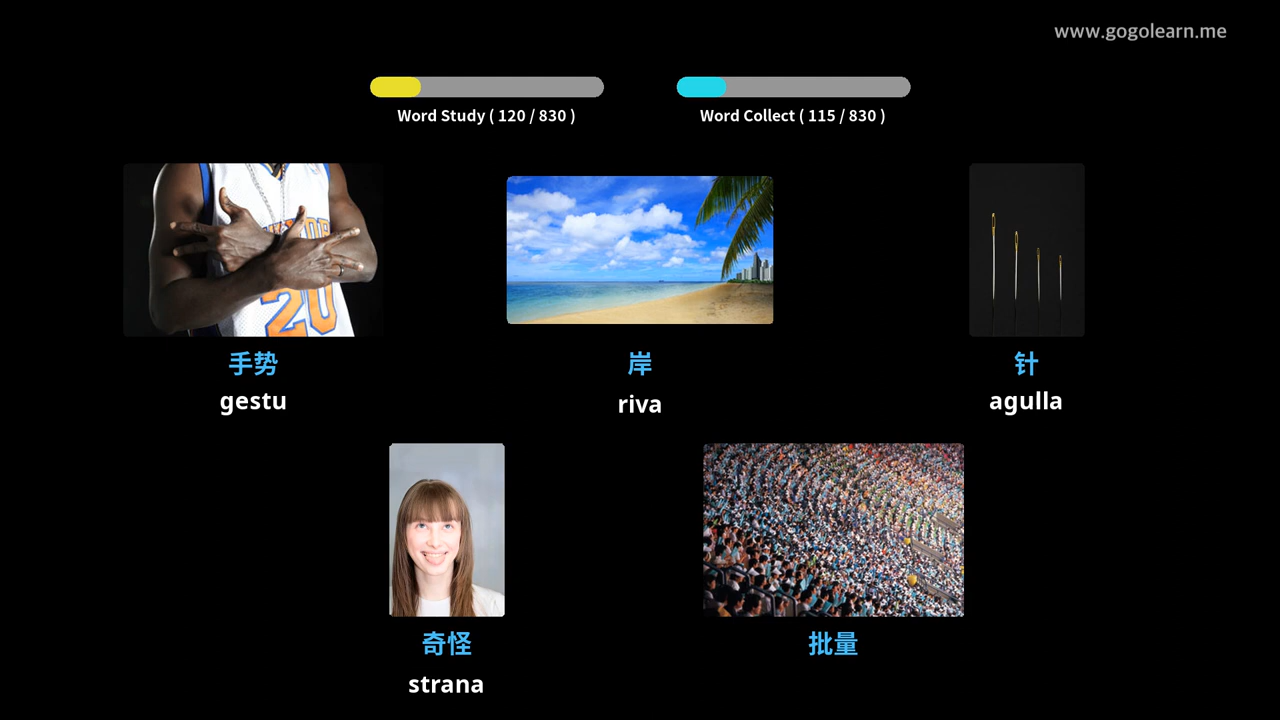 www.gogolearn.me
Word Study ( 120 / 830 )
Word Collect ( 115 / 830 )
20
手势
gestu
岸
riva
针
agulla
奇怪
strana
批量